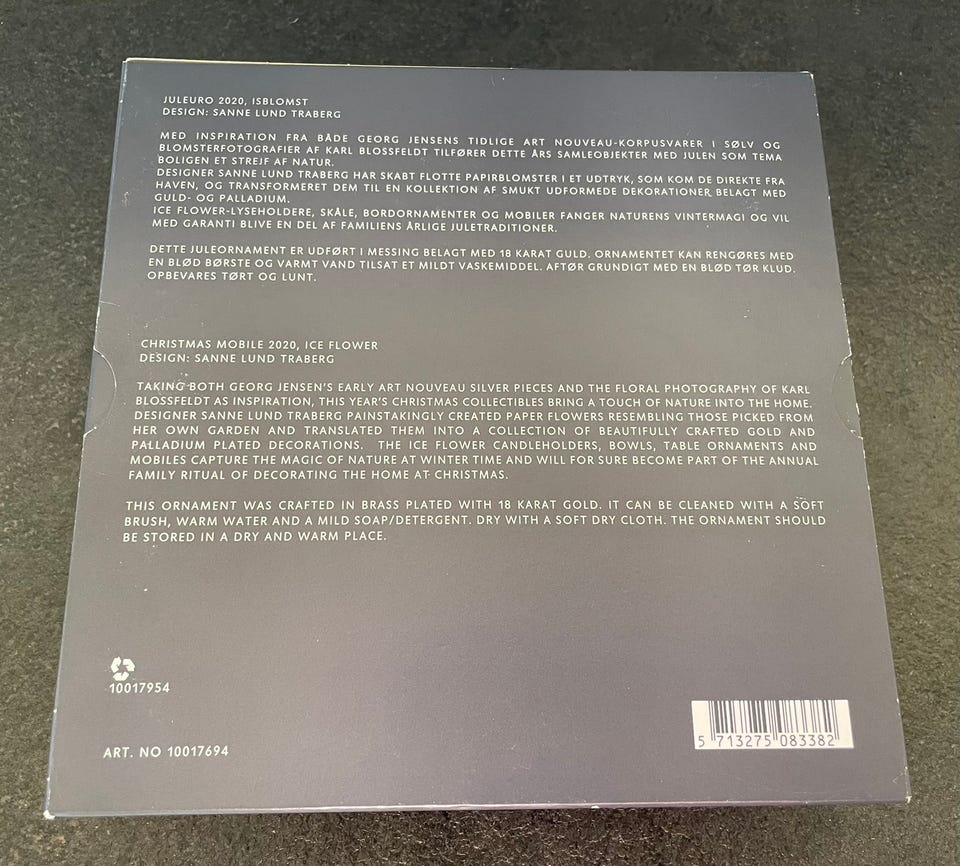 JULEURO 2020, ISBLOMST
DESIGN: SANNE LUND TRABERG
MED INSPIRATION FRA BÅDE GEORG JENSENS TIDLIGE ART NOUVEAU-KORPUSVARER I SØLV OG
BLOMSTERFOTOGRAFIER AF KARL BLOSSFELDT TILFØRER DETTE ÅRS SAMLEOBJEKTER MED JULEN SOM TEMA
BOLIGEN ET STREJF AF NATUR.
DESIGNER SANNE LUND TRABERG HAR SKABT FLOTTE PAPIRBLOMSTER I ET UDTRYK, SOM KOM DE DIREKTE FRA
HAVEN, OG TRANSFORMERET DEM TIL EN KOLLEKTION AF SMUKT UDFORMEDE DEKORATIONER BELAGT MED
GULD- OG PALLADIUM.
ICE FLOWER-LYSEHOLDERE, SKÅLE, BORDORNAMENTER OG MOBILER FANGER NATURENS VINTERMAGI OG VIL
MED GARANTI BLIVE EN DEL AF FAMILIENS ÅRLIGE JULETRADITIONER.
DETTE JULEORNAMENT ER UDFØRT I MESSING BELAGT MED 18 KARAT GULD. ORNAMENTET KAN RENGØRES MED
EN BLØD BØRSTE OG VARMT VAND TILSAT ET MILDT VASKEMIDDEL. AFTØR GRUNDIGT MED EN BLØD TØR KLUD.
OPBEVARES TØRT OG LUNT.
CHRISTMAS MOBILE 2020, ICE FLOWER
DESIGN: SANNE LUND TRABERG
TAKING BOTH GEORG JENSEN'S EARLY ART NOUVEAU SILVER PIECES AND THE FLORAL PHOTOGRAPHY OF KARL
BLOSSFELDT AS INSPIRATION, THIS YEAR'S CHRISTMAS COLLECTIBLES BRING A TOUCH OF NATURE INTO THE HOME.
DESIGNER SANNE LUND TRABERG PAINSTAKINGLY CREATED PAPER FLOWERS RESEMBLING THOSE PICKED FROM
HER OWN GARDEN AND TRANSLATED THEM INTO A COLLECTION OF BEAUTIFULLY CRAFTED GOLD AND
PALLADIUM PLATED DECORATIONS. THE ICE FLOWER CANDLEHOLDERS, BOWLS, TABLE ORNAMENTS AND
MOBILES CAPTURE THE MAGIC OF NATURE AT WINTER TIME AND WILL FOR SURE BECOME PART OF THE ANNUAL
FAMILY RITUAL OF DECORATING THE HOME AT CHRISTMAS.
THIS ORNAMENT WAS CRAFTED IN BRASS PLATED WITH 18 KARAT GOLD. IT CAN BE CLEANED WITH A SOFT
BRUSH, WARM WATER AND A MILD SOAP/DETERGENT. DRY WITH A SOFT DRY CLOTH. THE ORNAMENT SHOULD
BE STORED IN A DRY AND WARM PLACE.
10017954
ART. NO 10017694
5 713275 083382